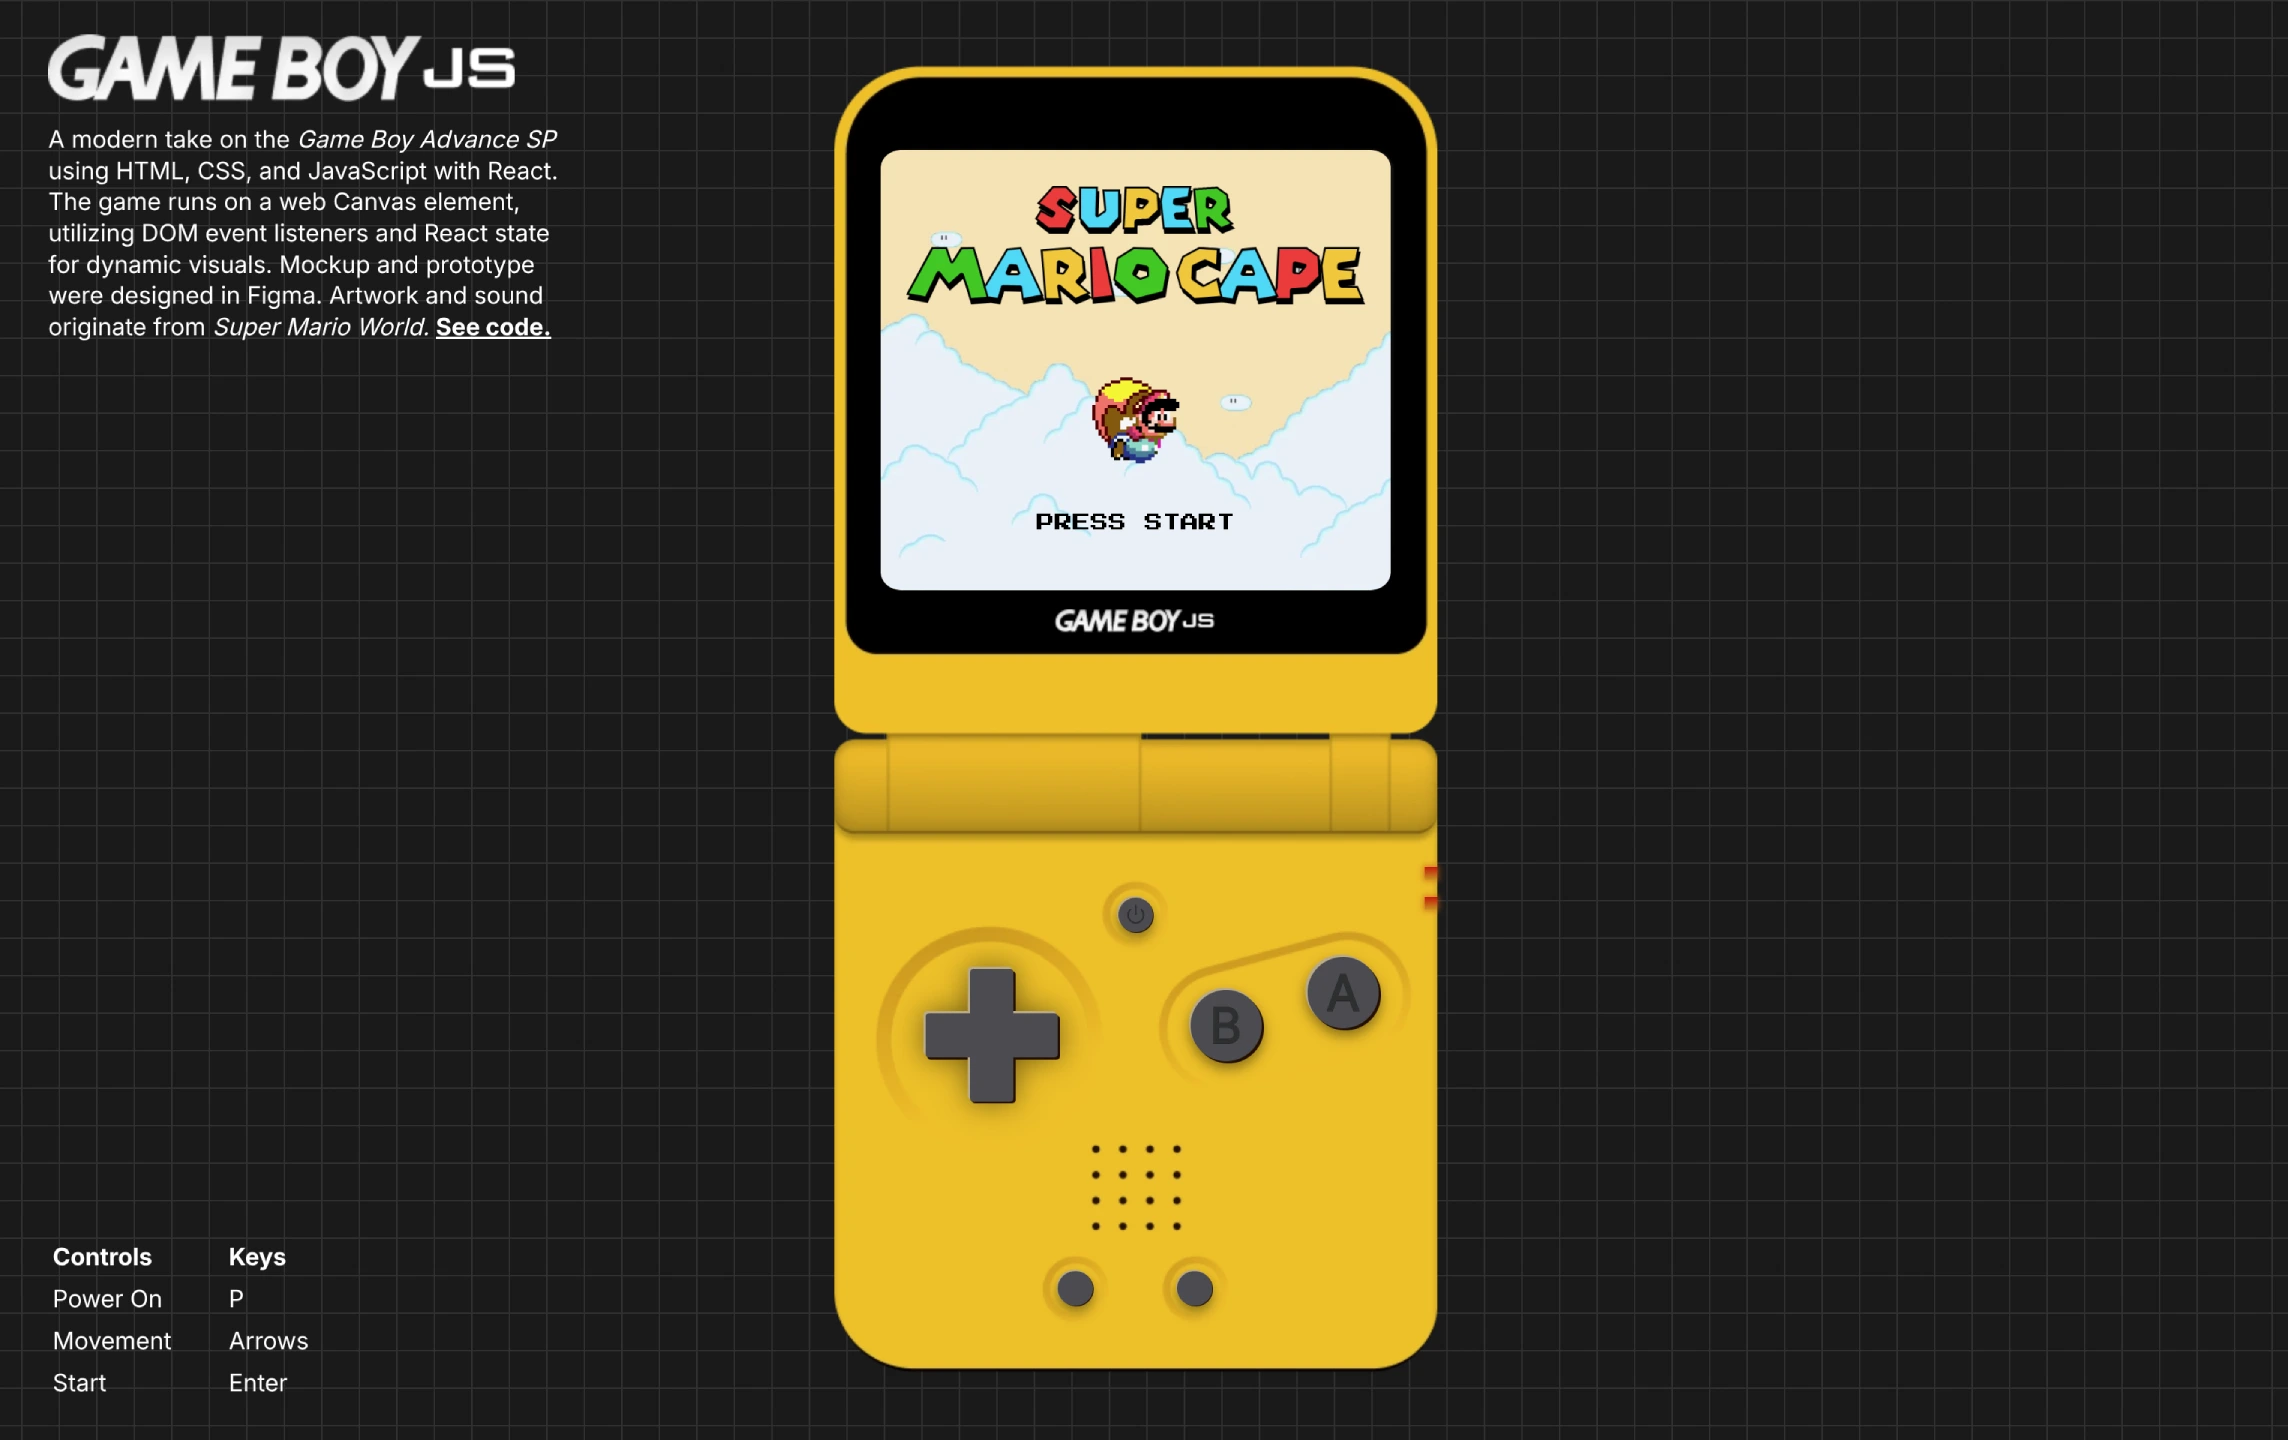 GAME BOY JS
A modern take on the Game Boy Advance SP
using HTML, CSS, and JavaScript with React.
The game runs on a web Canvas element,
utilizing DOM event listeners and React state
for dynamic visuals. Mockup and prototype
were designed in Figma. Artwork and sound
originate from Super Mario World. See code.
SUPER
MARIO CAPE
PRESS START
GAME BOY JS
A
B
Controls Keys
Power On P
Movement Arrows
Start Enter